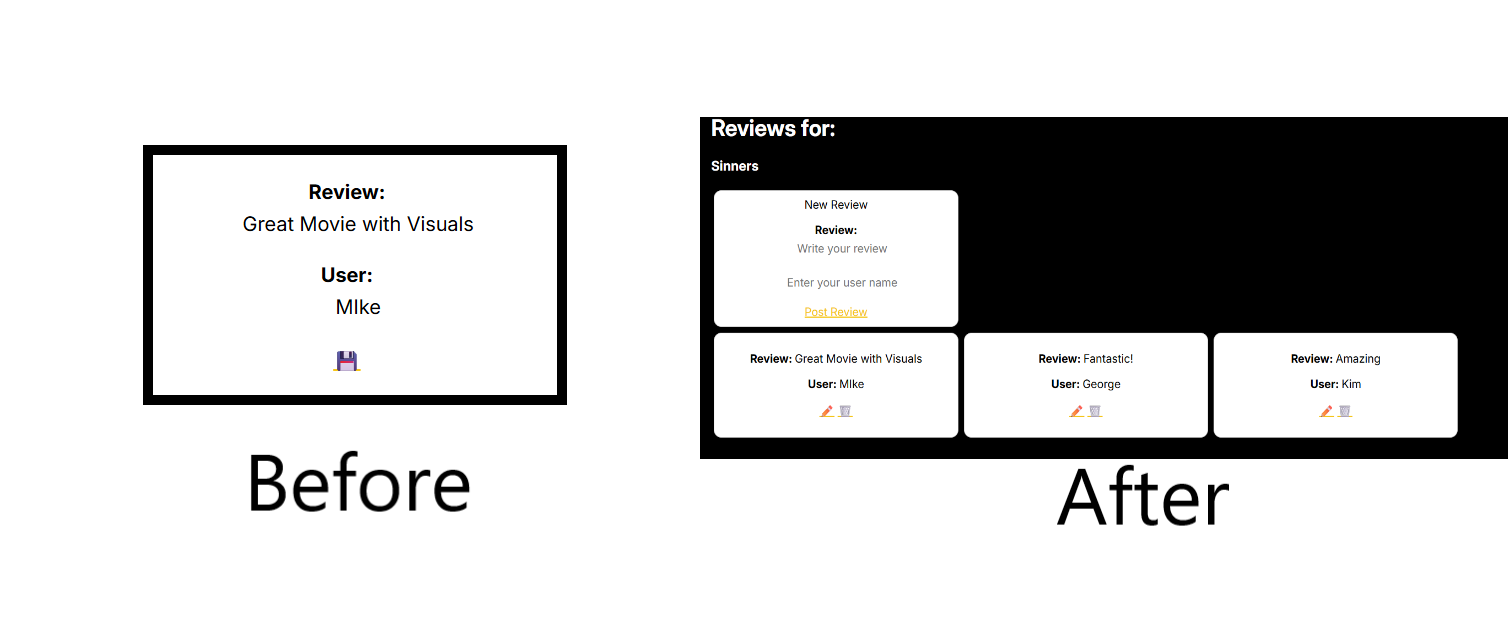 Review:
Great Movie with Visuals
User:
MIke
Before
Reviews for:
Sinners
New Review
Review:
Write your review
Enter your user name
Post Review
Review: Great Movie with Visuals
User: MIke
Review: Fantastic!
User: George
Review: Amazing
User: Kim
After